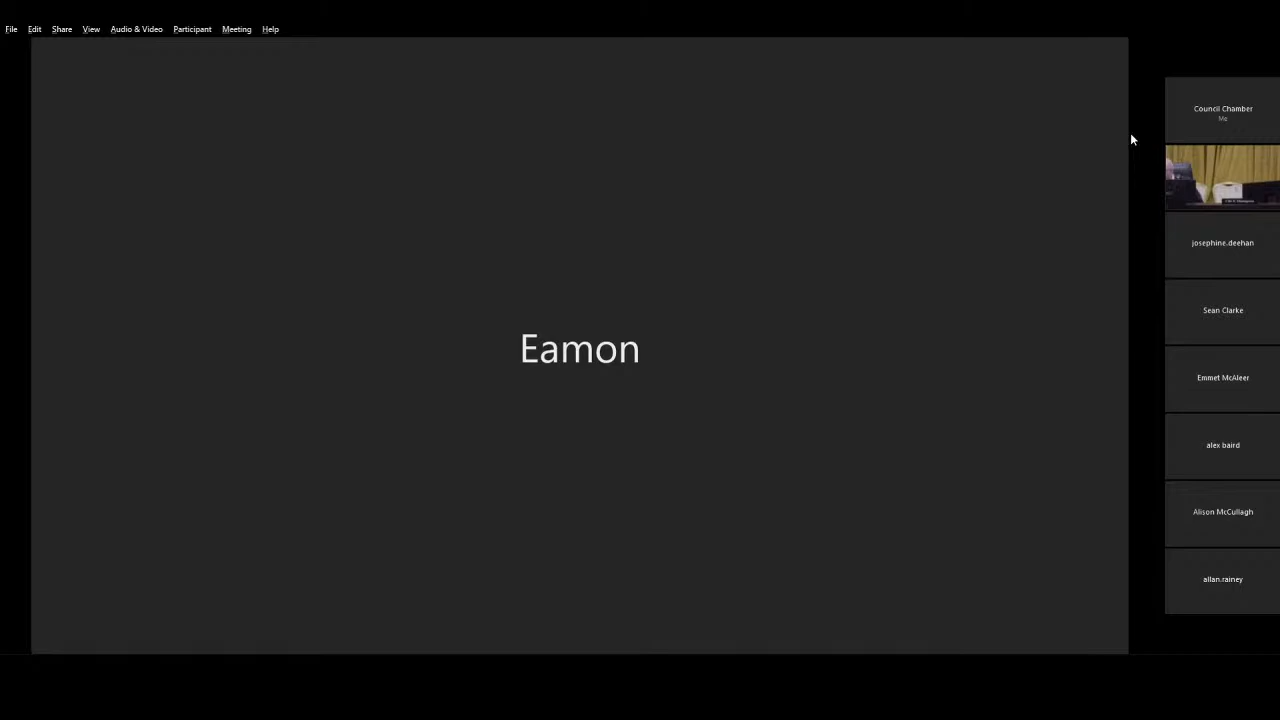 File Edit Share View Audio & Video Participant Meeting Help
Council Chamber
Me
josephine.deehan
Sean Clarke
Emmet McAleer
alex baird
Alison McCullagh
allan.rainey
Eamon